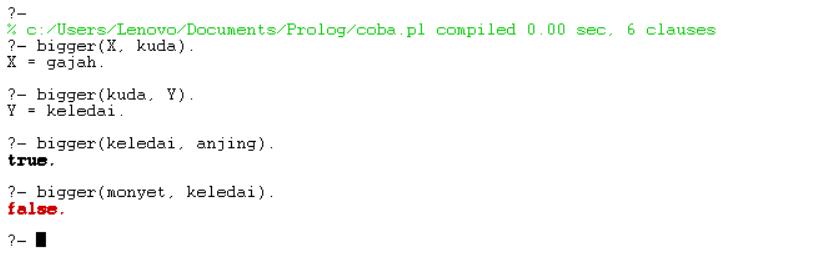 ?-
% c:/Users/Lenovo/Documents/Prolog/coba.pl compiled 0.00 sec, 6 clauses
?- bigger(X, kuda).
X = gajah.
?- bigger(kuda, Y).
Y = keledai.
?- bigger(keledai, anjing).
true.
?- bigger(monyet, keledai).
false.
?-